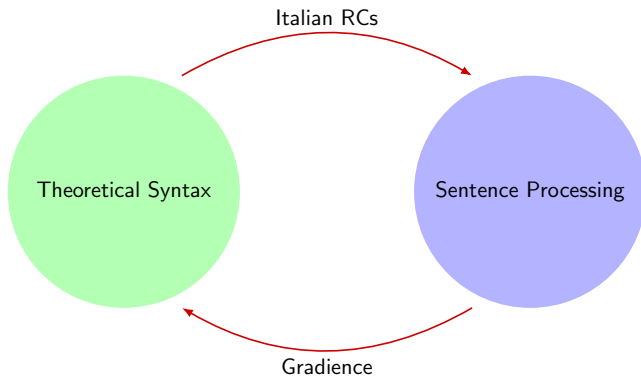 Italian RCs
Theoretical Syntax
Sentence Processing
Gradience